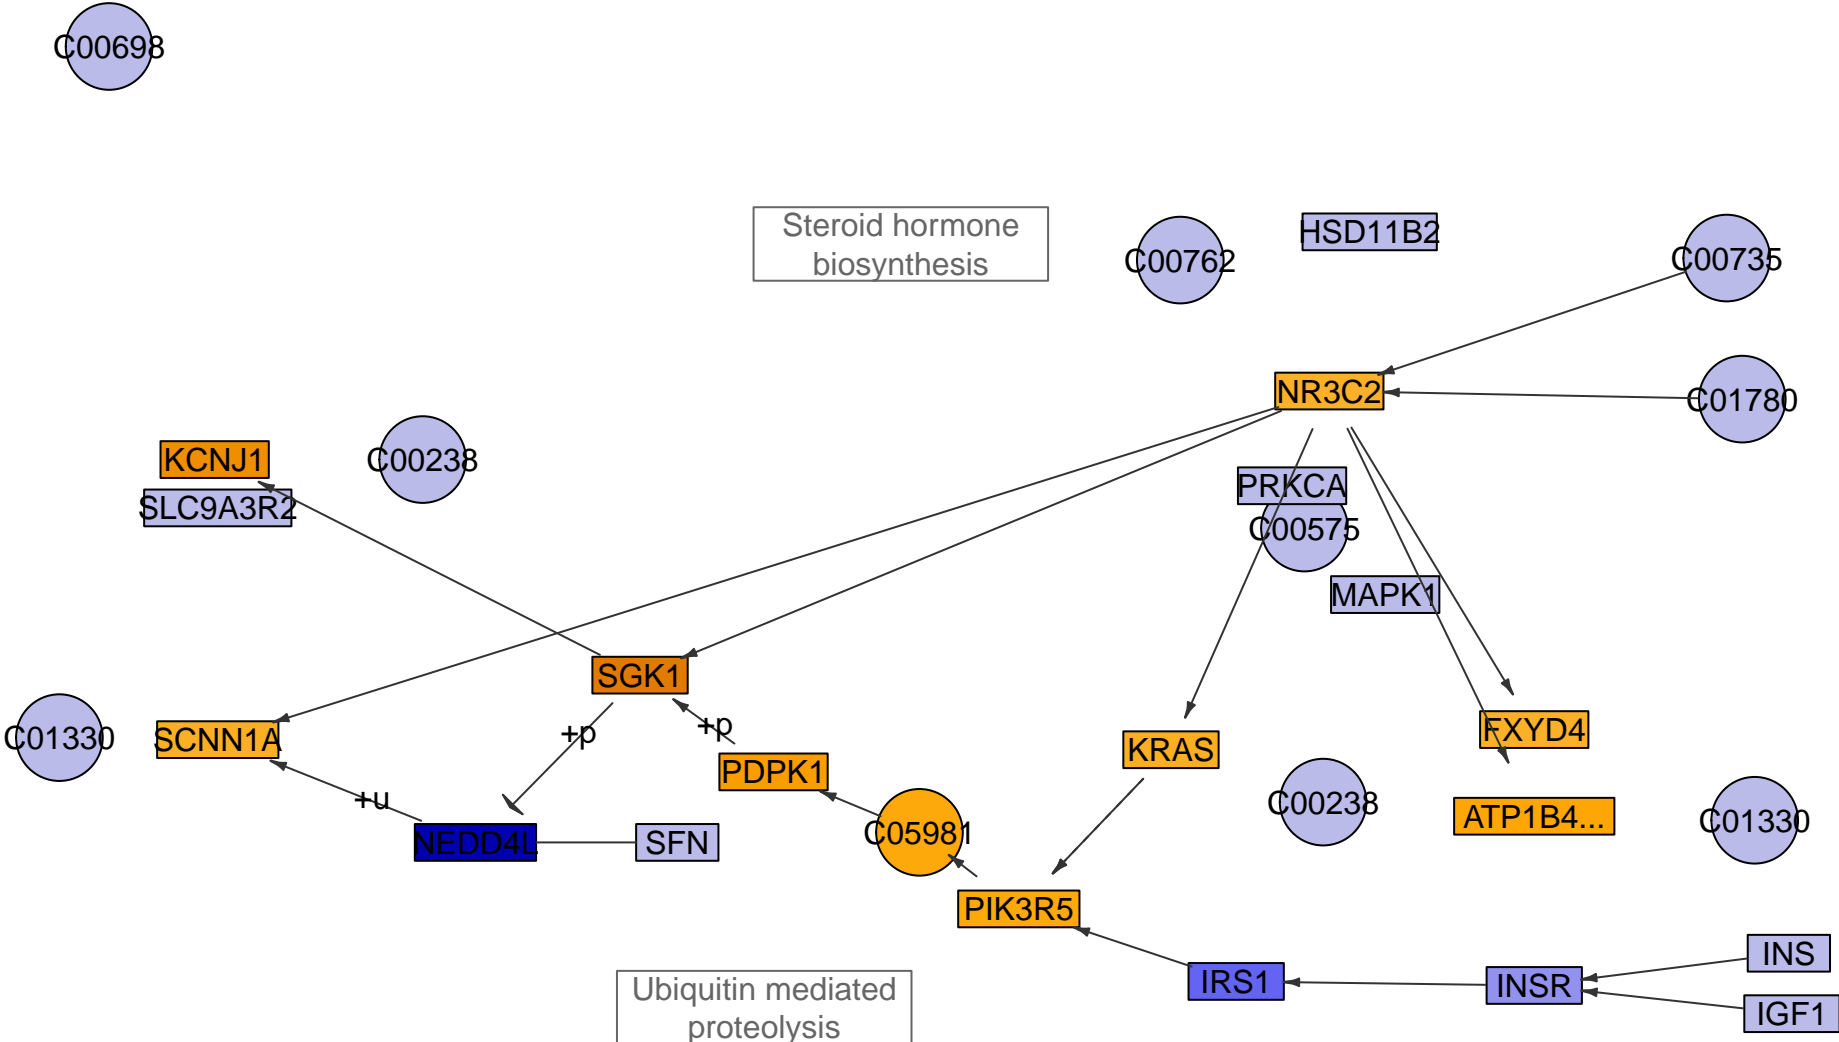 C00698
Steroid hormone
biosynthesis
C00762
HSD11B2
C00735
NR3C2
C01780
KCNJ1
C00238
SLC9A3R2
PRKCA
C00575
MAPK1
SGK1
C01330
SCNN1A
+p
+p
KRAS
FXYD4
PDPK1
+u
C00238
ATP1B4...
C01330
NEDD4L
SFN
C05981
PIK3R5
Ubiquitin mediated
proteolysis
IRS1
INSR
INS
IGF1